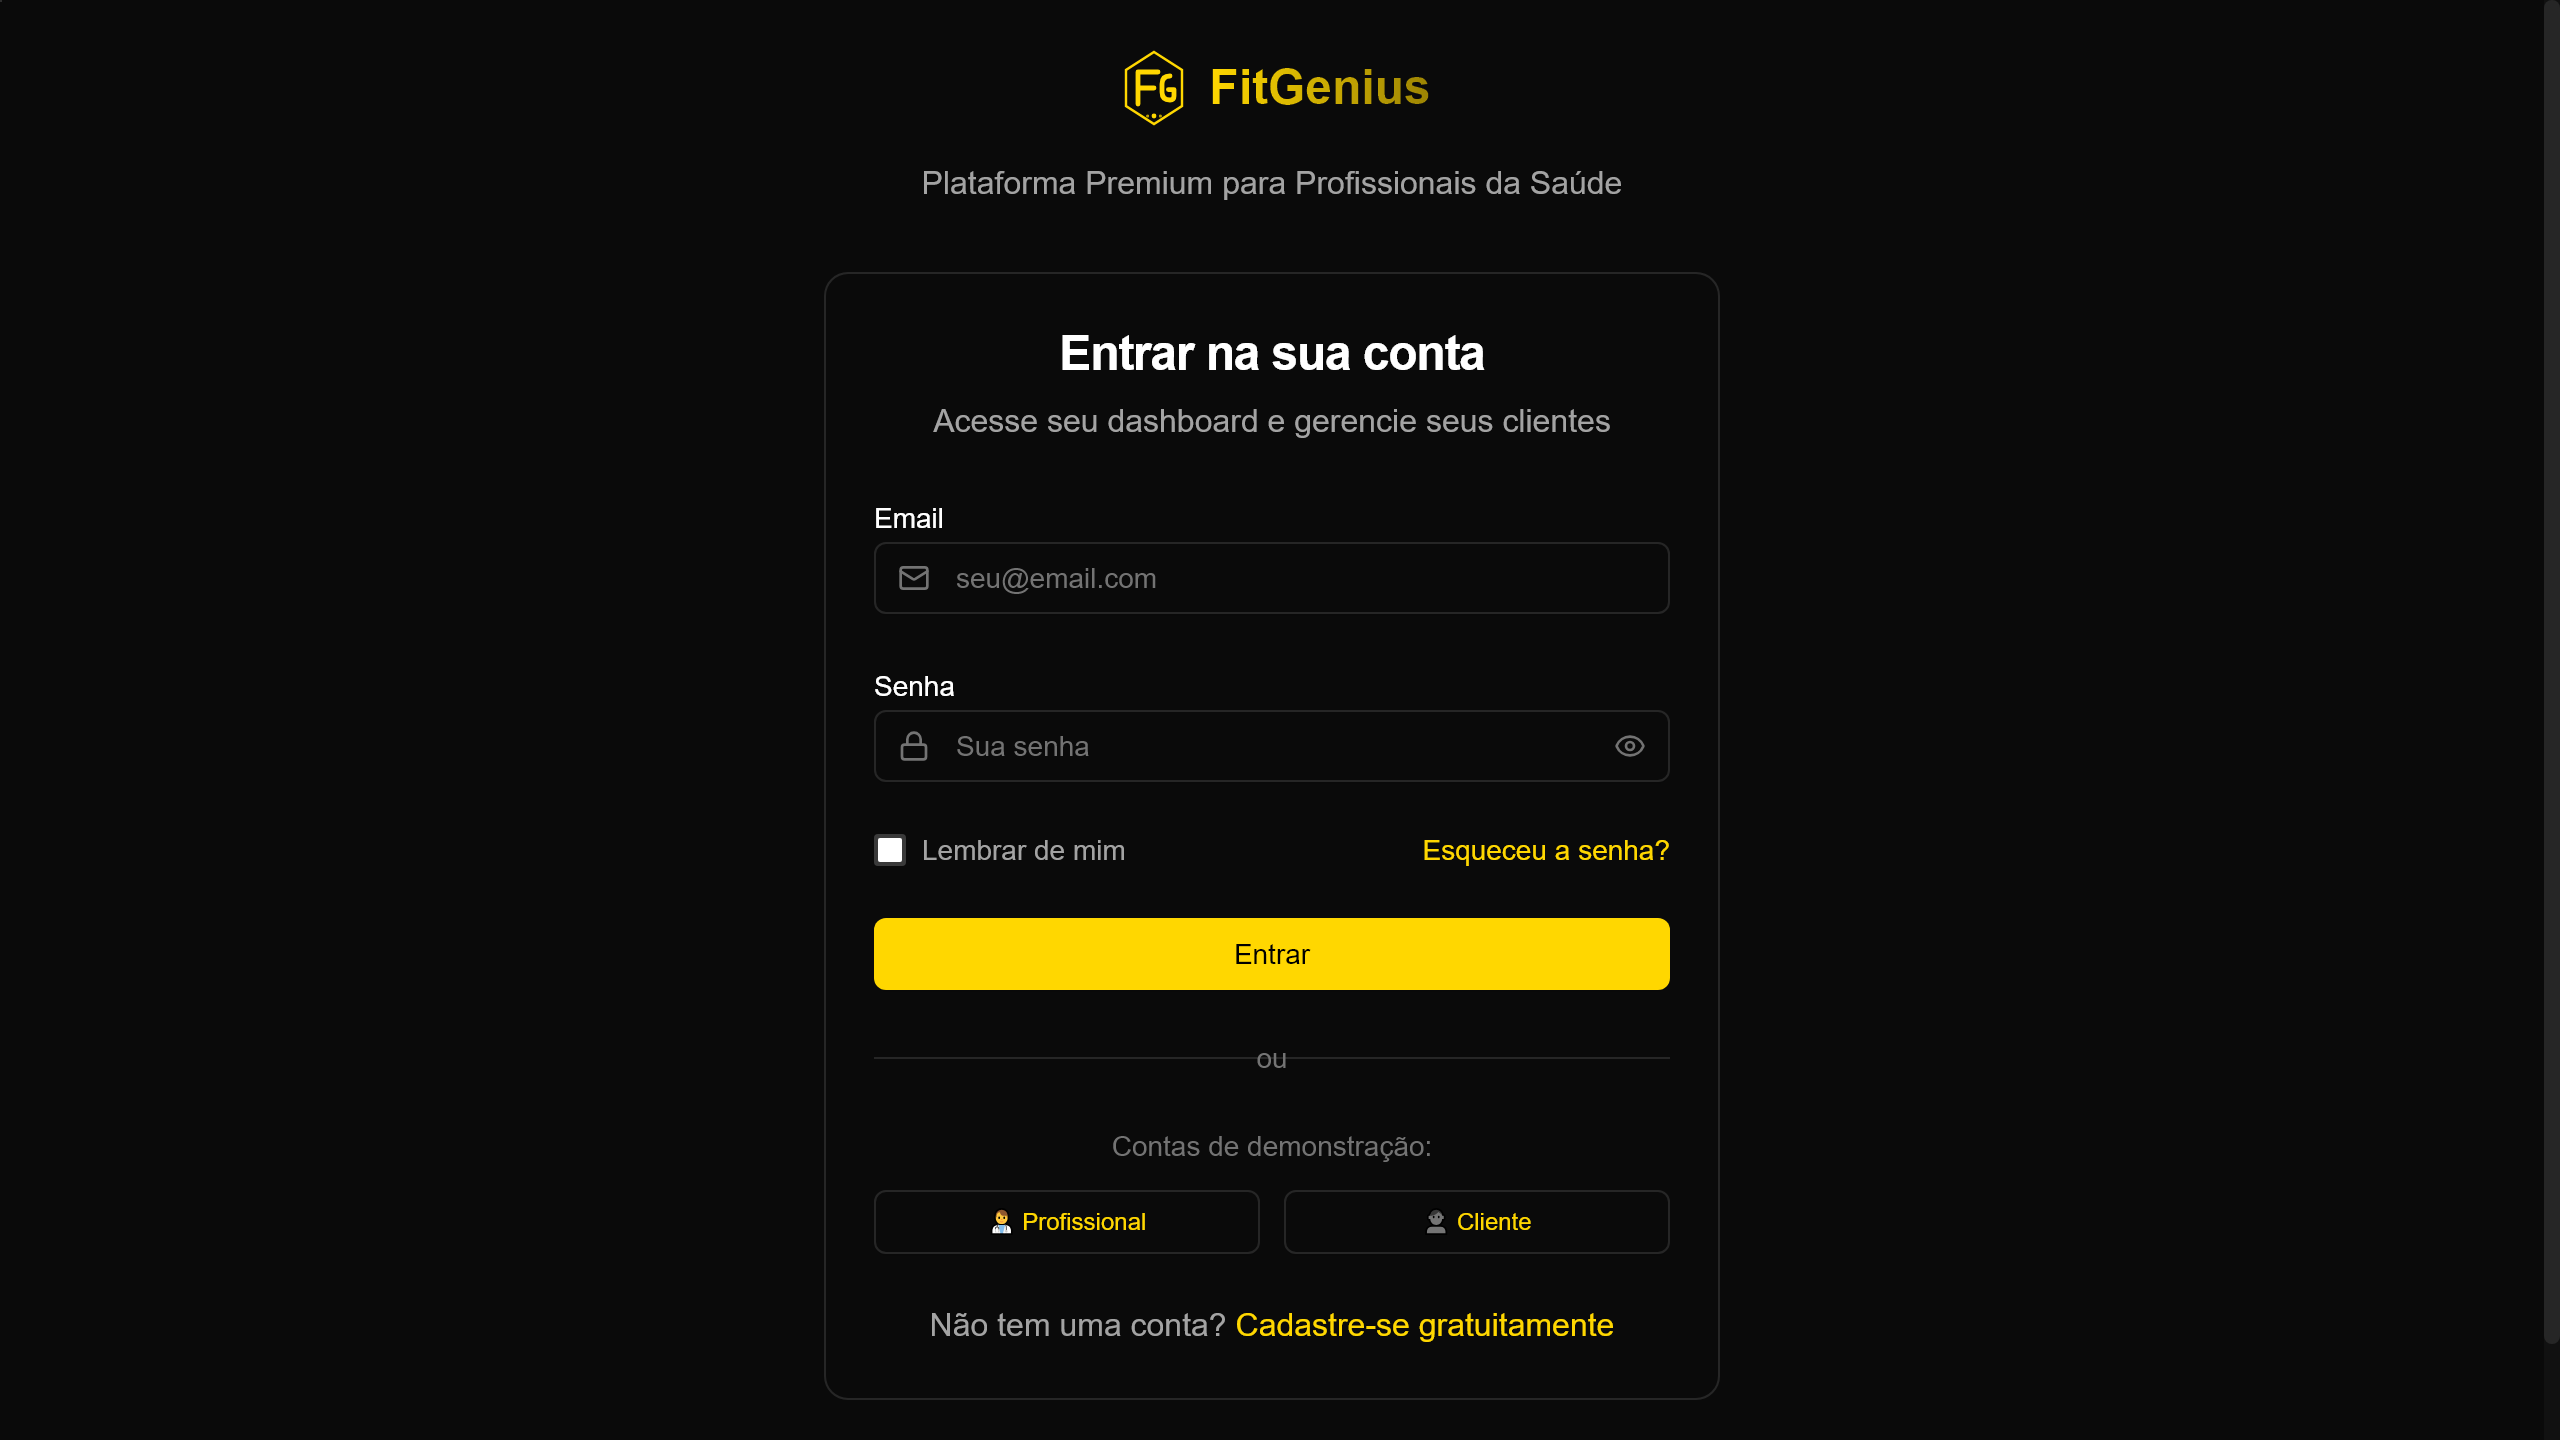 FG FitGenius
Plataforma Premium para Profissionais da Saúde
Entrar na sua conta
Acesse seu dashboard e gerencie seus clientes
Email
seu@email.com
Senha
Sua senha
Lembrar de mim Esqueceu a senha?
Entrar
ou
Contas de demonstração:
Profissional Cliente
Não tem uma conta? Cadastre-se gratuitamente